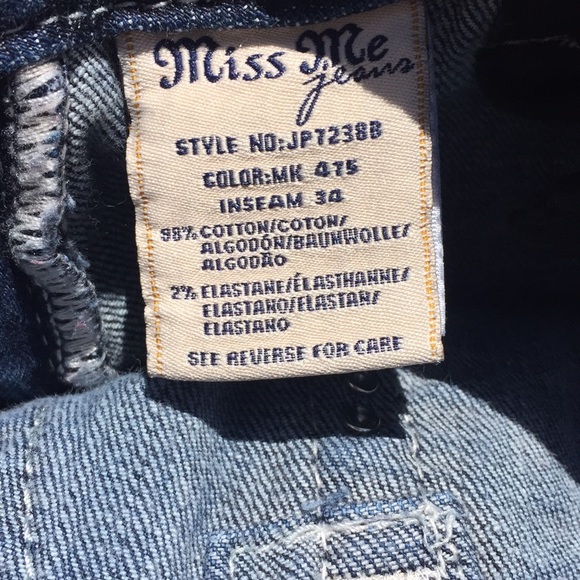 Miss Me
jeans
STYLE NO:JP7238B
COLOR:MK 475
INSEAM 34
98% COTTON/COTON/
ALGODÓN/BAUMWOLLE/
ALGODÃO
2% ELASTANE/ÉLASTHANNE/
ELASTANO/ELASTAN/
ELASTANO
SEE REVERSE FOR CARE